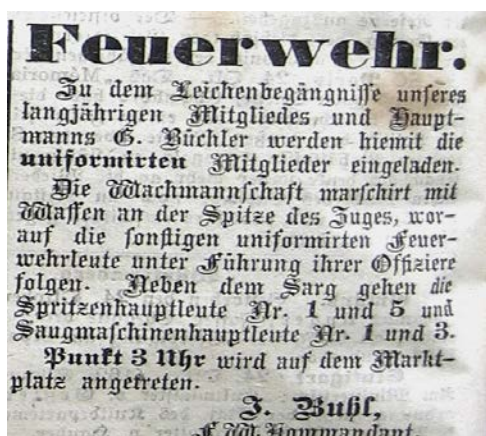 Feuerwehr.
Zu dem Leichenbegängnisse unseres
langjährigen Mitgliedes und Haupt-
manns G. Büchler werden hiemit die
uniformirten Mitglieder eingeladen.
Die Wachmannschaft marschirt mit
Waffen an der Spitze des Zuges, wor-
auf die sonstigen uniformirten Feuer-
wehrleute unter Führung ihrer Offiziere
folgen. Neben dem Sarg gehen die
Spritzenhauptleute Nr. 1 und 5 und
Saugmaschinenhauptleute Nr. 1 und 3.
Punkt 3 Uhr wird auf dem Markt-
platz angetreten.
J. Buhl,
F. W. Kommandant.